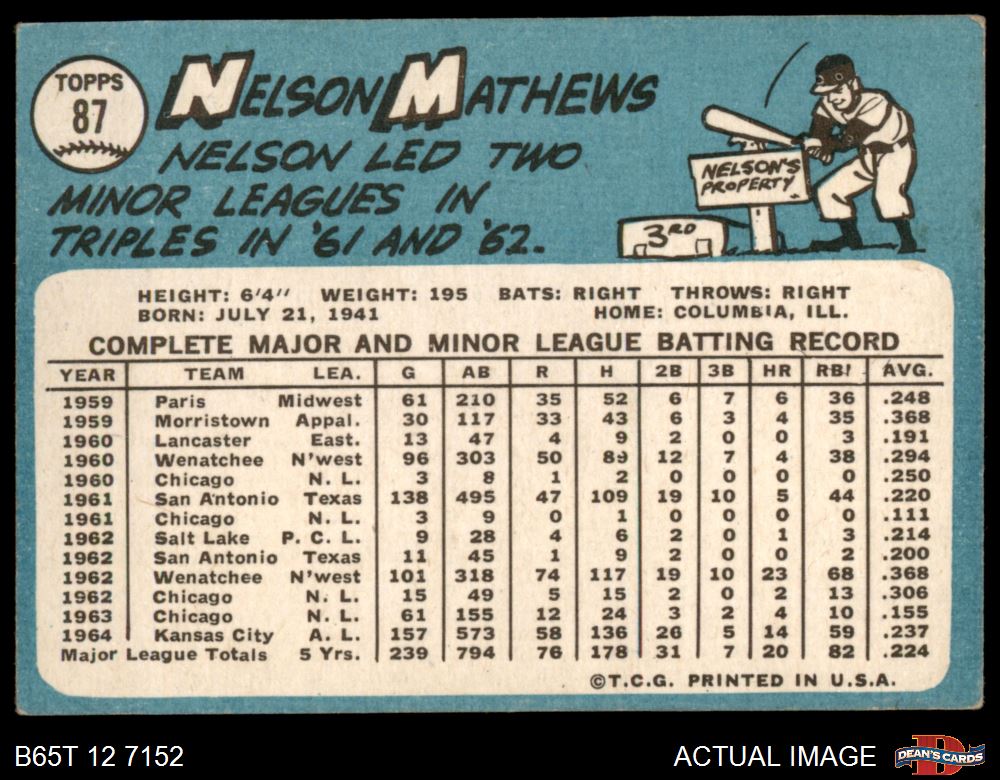 TOPPS
87
NELSON MATHEWS
NELSON LED TWO
MINOR LEAGUES IN
TRIPLES IN '61 AND '62.
NELSON'S
PROPERTY
3RD
HEIGHT: 6'4" WEIGHT: 195 BATS: RIGHT THROWS: RIGHT
BORN: JULY 21, 1941 HOME: COLUMBIA, ILL.
COMPLETE MAJOR AND MINOR LEAGUE BATTING RECORD
YEAR TEAM LEA. G AB R H 2B 3B HR RBI AVG.
1959 Paris Midwest 61 210 35 52 6 7 6 36 .248
1959 Morristown Appal. 30 117 33 43 6 3 4 35 .368
1960 Lancaster East. 13 47 4 9 2 0 0 3 .191
1960 Wenatchee N'west 96 303 50 89 12 7 4 38 .294
1960 Chicago N. L. 3 8 1 2 0 0 0 0 .250
1961 San Antonio Texas 138 495 47 109 19 10 5 44 .220
1961 Chicago N. L. 3 9 0 1 0 0 0 0 .111
1962 Salt Lake P. C. L. 9 28 4 6 2 0 1 3 .214
1962 San Antonio Texas 11 45 1 9 2 0 0 2 .200
1962 Wenatchee N'west 101 318 74 117 19 10 23 68 .368
1962 Chicago N. L. 15 49 5 15 2 0 2 13 .306
1963 Chicago N. L. 61 155 12 24 3 2 4 10 .155
1964 Kansas City A. L. 157 573 58 136 26 5 14 59 .237
Major League Totals 5 Yrs. 239 794 76 178 31 7 20 82 .224
©T.C.G. PRINTED IN U.S.A.
B65T 12 7152
ACTUAL IMAGE
D
DEAN'S CARDS